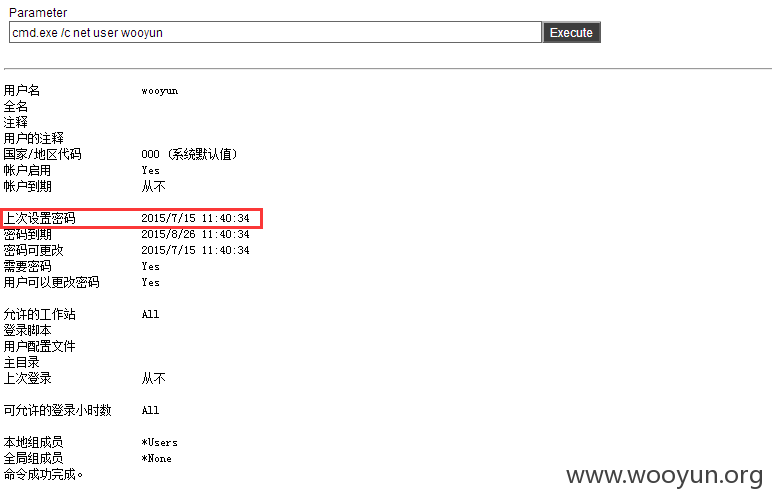 Parameter
cmd.exe /c net user wooyun
Execute
用户名 wooyun
全名
注释
用户的注释
国家/地区代码 000 (系统默认值)
帐户启用 Yes
帐户到期 从不
上次设置密码 2015/7/15 11:40:34
密码到期 2015/8/26 11:40:34
密码可更改 2015/7/15 11:40:34
需要密码 Yes
用户可以更改密码 Yes
允许的工作站 All
登录脚本
用户配置文件
主目录
上次登录 从不
可允许的登录小时数 All
本地组成员 *Users
全局组成员 *None
命令成功完成。
www.wooyun.org